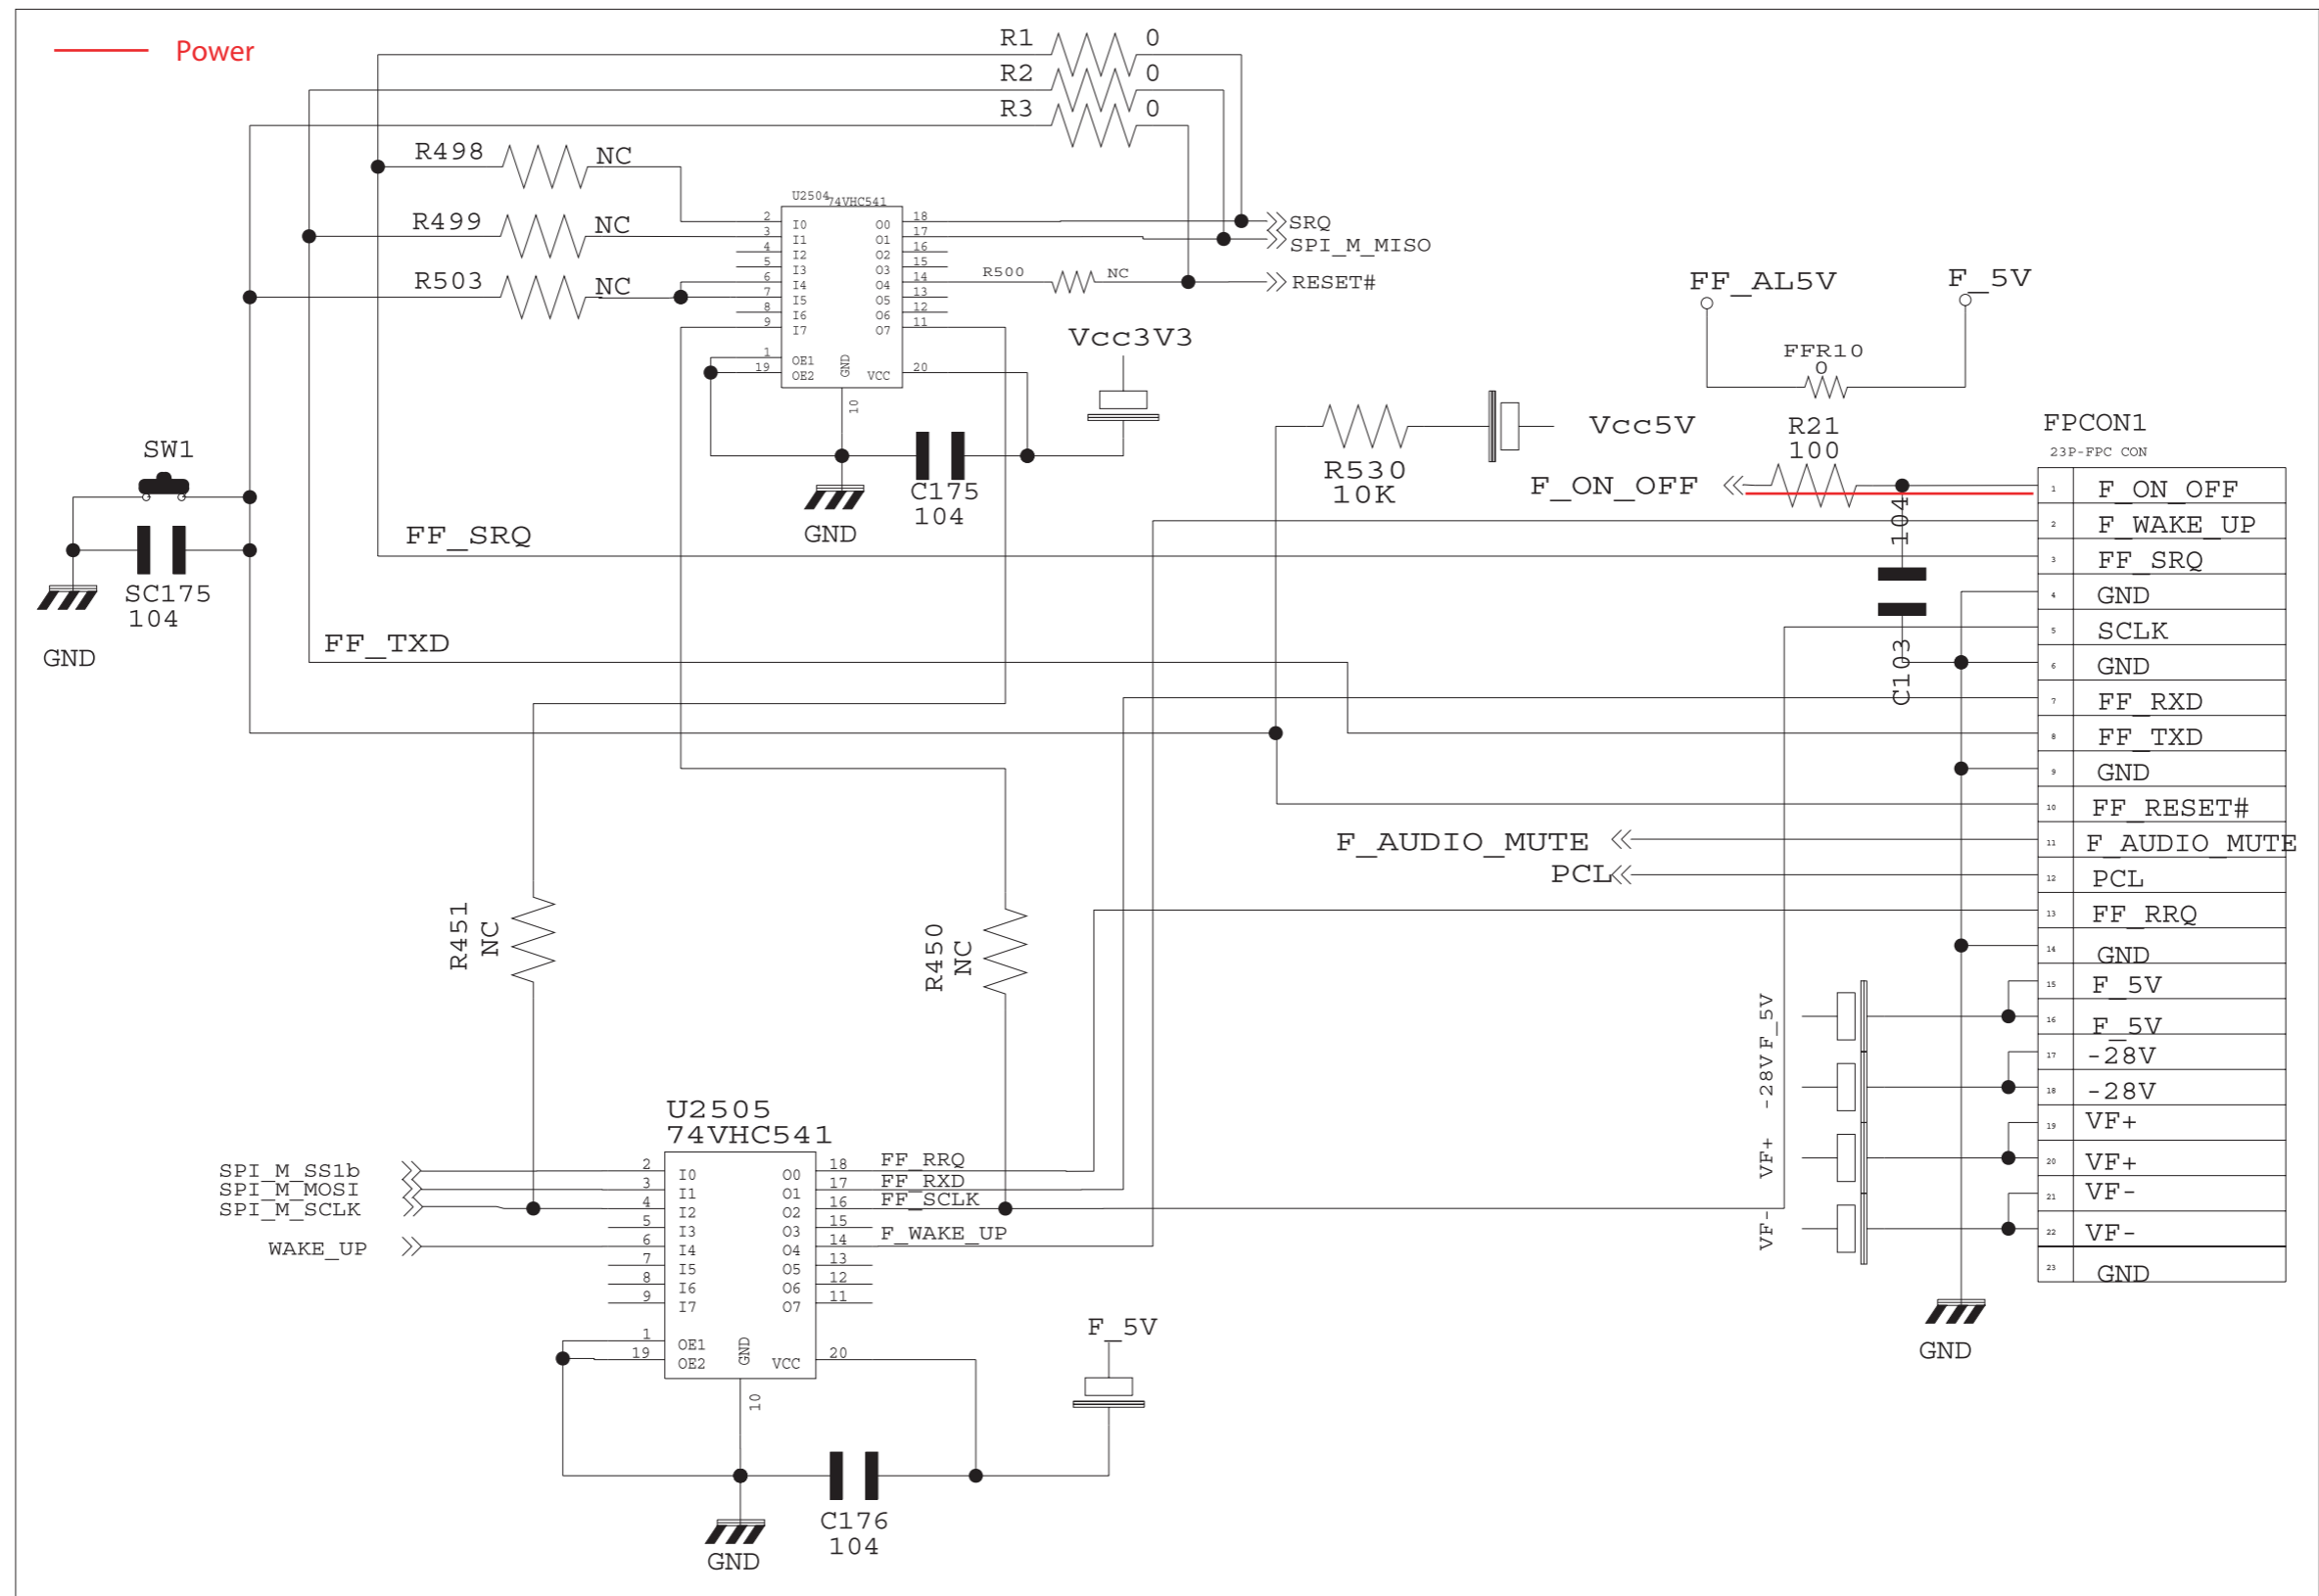 Power
R1 0
R2 0
R3 0
R498 NC
R499 NC
R503 NC
U2504
74VHC541
2 I0 O0 18
3 I1 O1 17
4 I2 O2 16
5 I3 O3 15
6 I4 O4 14
7 I5 O5 13
8 I6 O6 12
9 I7 O7 11
1 OE1
19 OE2 GND VCC 20
10
SRQ
SPI_M_MISO
R500 NC
RESET#
Vcc3V3
C175
104
GND
SW1
SC175
104
GND
FF_SRQ
FF_TXD
R530
10K
Vcc5V
FF_AL5V
F_5V
FFR10
0
R21
100
F_ON_OFF
104
C103
FPCON1
23P-FPC CON
1 F_ON_OFF
2 F_WAKE_UP
3 FF_SRQ
4 GND
5 SCLK
6 GND
7 FF_RXD
8 FF_TXD
9 GND
10 FF_RESET#
11 F_AUDIO_MUTE
12 PCL
13 FF_RRQ
14 GND
15 F_5V
16 F_5V
17 -28V
18 -28V
19 VF+
20 VF+
21 VF-
22 VF-
23 GND
F_AUDIO_MUTE
PCL
R451
NC
R450
NC
F_5V
-28V
VF+
VF-
GND
U2505
74VHC541
SPI_M_SS1b
SPI_M_MOSI
SPI_M_SCLK
WAKE_UP
2 I0 O0 18 FF_RRQ
3 I1 O1 17 FF_RXD
4 I2 O2 16 FF_SCLK
5 I3 O3 15
6 I4 O4 14 F_WAKE_UP
7 I5 O5 13
8 I6 O6 12
9 I7 O7 11
1 OE1
19 OE2 GND VCC 20
10
F_5V
C176
104
GND